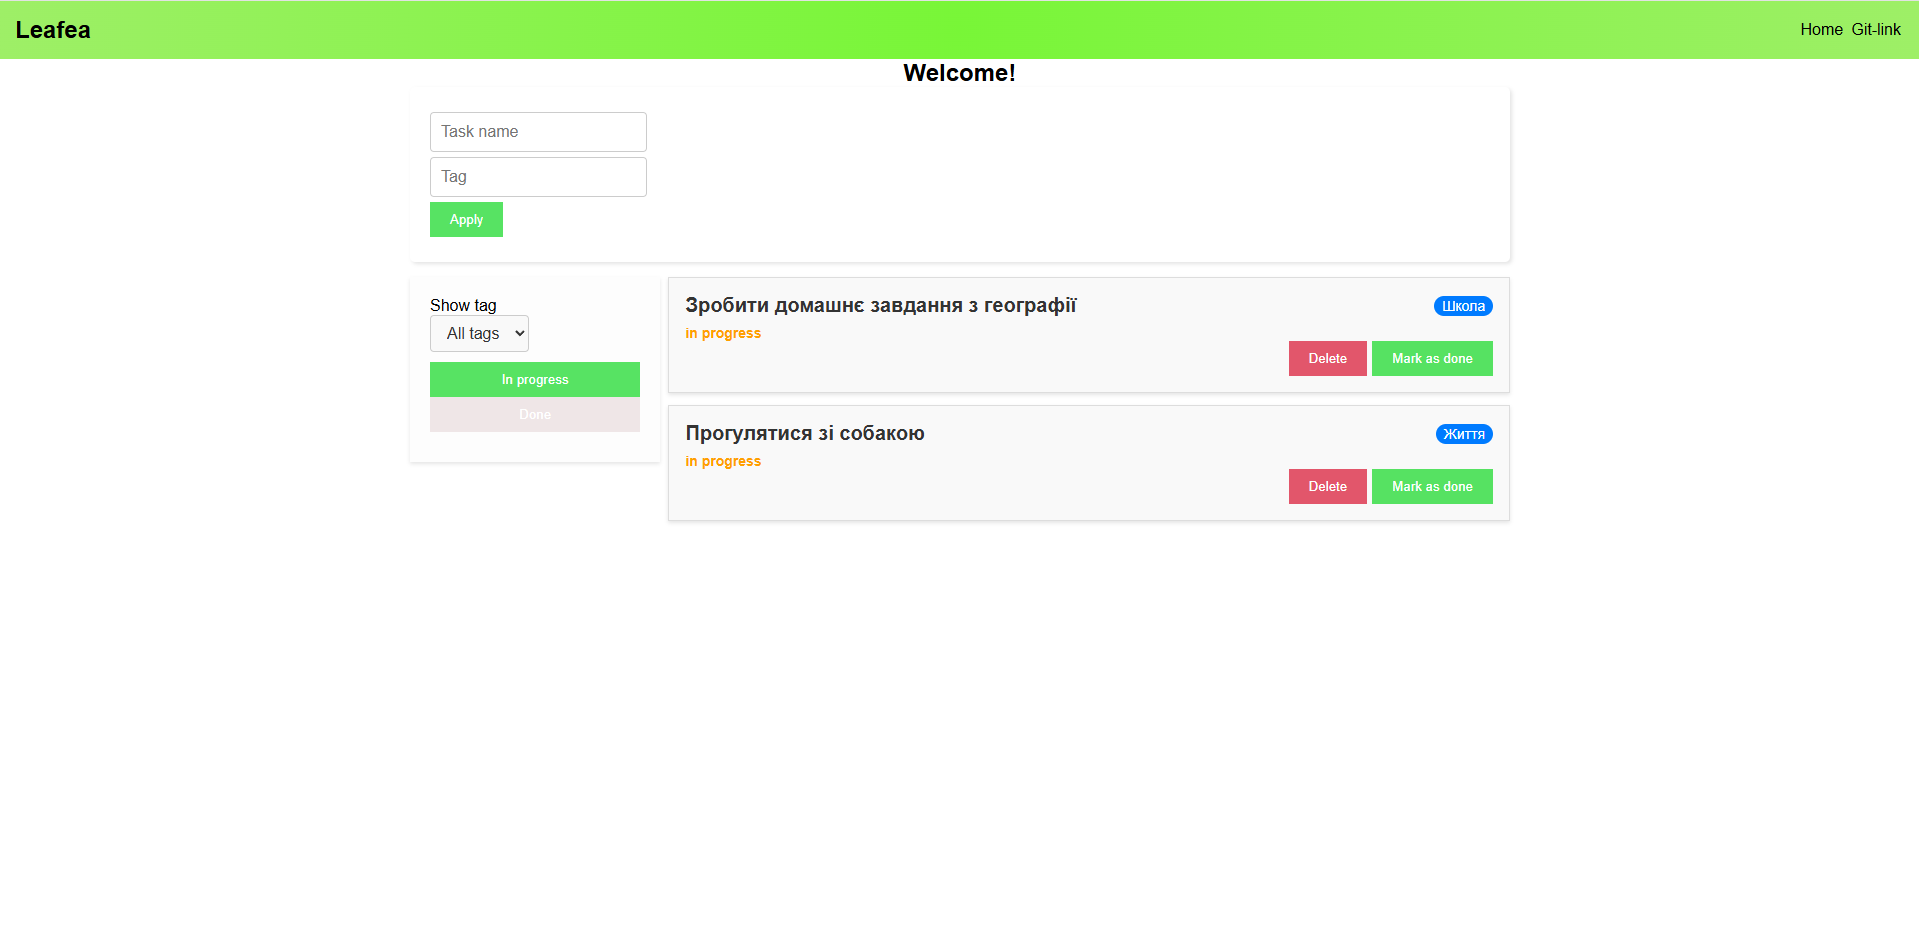 Leafea
Home Git-link
Welcome!
Task name
Tag
Apply
Show tag
All tags
In progress
Done
Зробити домашнє завдання з географії
Школа
in progress
Delete Mark as done
Прогулятися зі собакою
Життя
in progress
Delete Mark as done